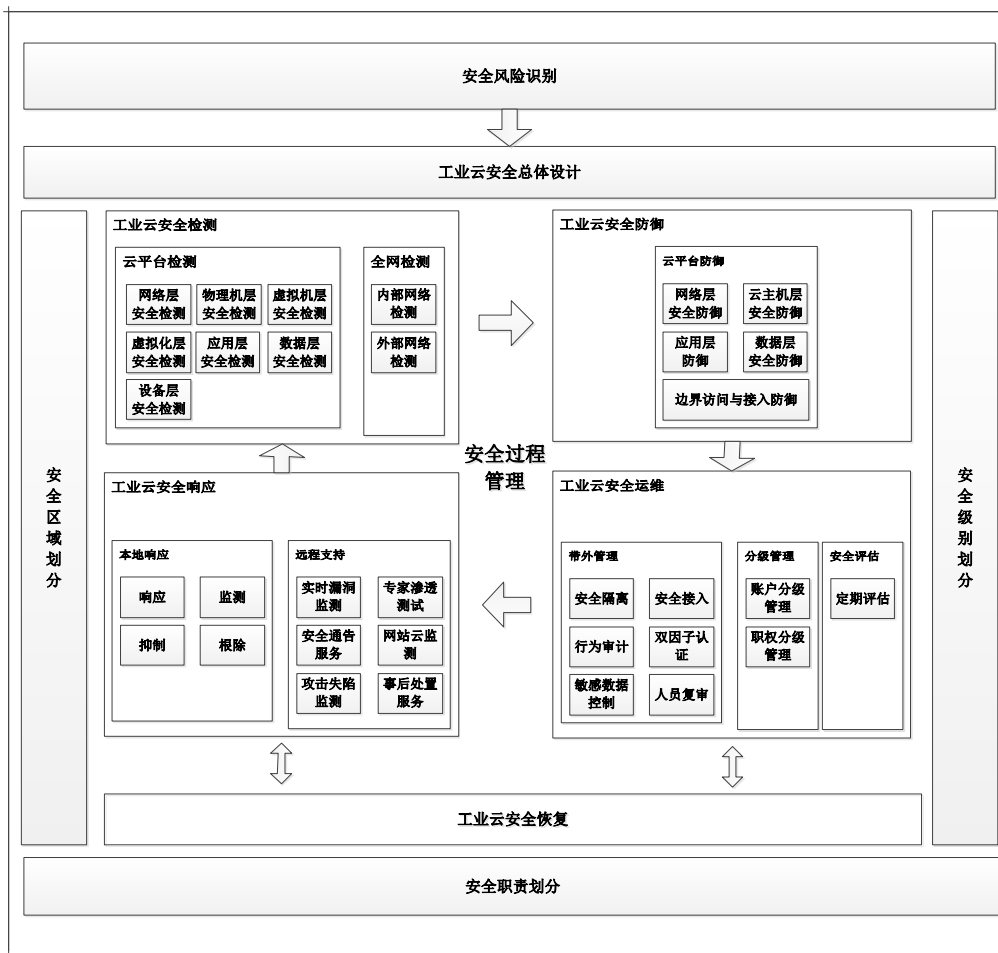 安全风险识别
工业云安全总体设计
安
全
区
域
划
分
工业云安全检测
云平台检测
网络层
安全检测
物理机层
安全检测
虚拟机层
安全检测
虚拟化层
安全检测
应用层
安全检测
数据层
安全检测
设备层
安全检测
全网检测
内部网络
检测
外部网络
检测
工业云安全防御
云平台防御
网络层
安全防御
云主机层
安全防御
应用层
防御
数据层
安全防御
边界访问与接入防御
安全过程
管理
工业云安全响应
本地响应
响应
监测
抑制
根除
远程支持
实时漏洞
监测
专家渗透
测试
安全通告
服务
网站云监
测
攻击失陷
监测
事后处置
服务
工业云安全运维
带外管理
安全隔离
安全接入
行为审计
双因子认
证
敏感数据
控制
人员复审
分级管理
账户分级
管理
职权分级
管理
安全评估
定期评估
安
全
级
别
划
分
工业云安全恢复
安全职责划分